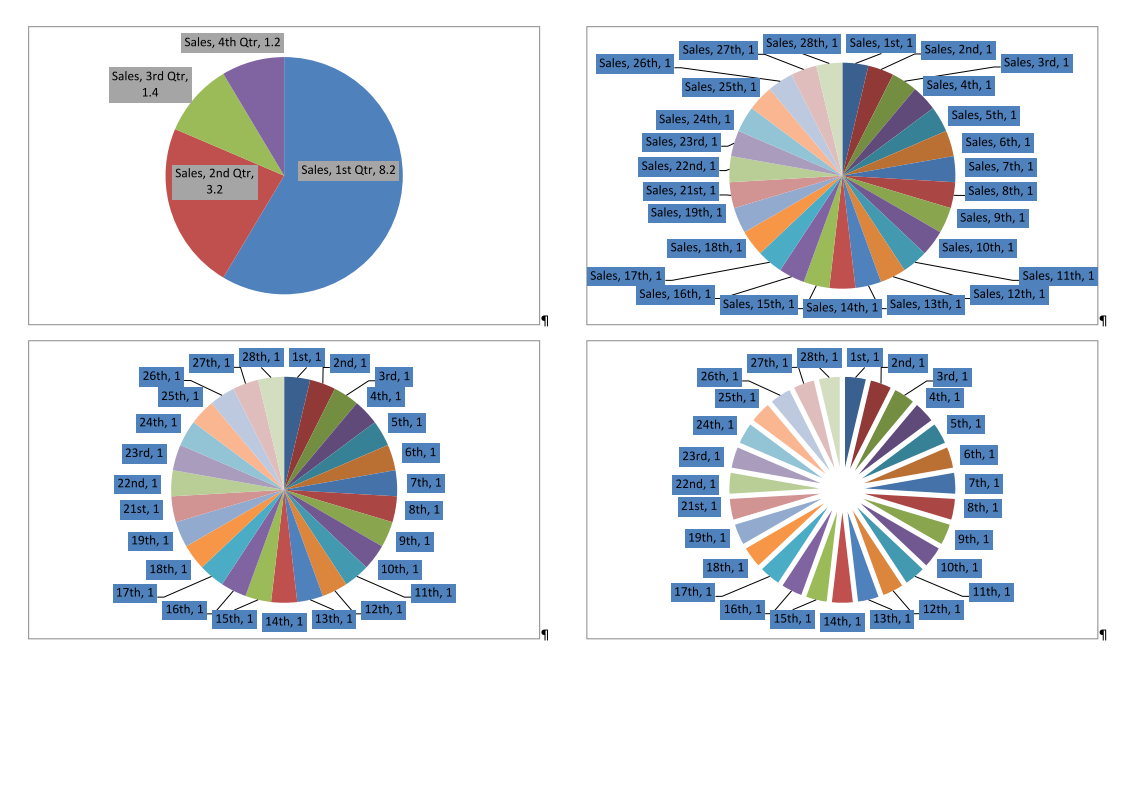 Sales, 4th Qtr, 1.2
Sales, 3rd Qtr,
1.4
Sales, 1st Qtr, 8.2
Sales, 2nd Qtr,
3.2
¶
Sales, 1st, 1
Sales, 2nd, 1
Sales, 3rd, 1
Sales, 4th, 1
Sales, 5th, 1
Sales, 6th, 1
Sales, 7th, 1
Sales, 8th, 1
Sales, 9th, 1
Sales, 10th, 1
Sales, 11th, 1
Sales, 12th, 1
Sales, 13th, 1
Sales, 14th, 1
Sales, 15th, 1
Sales, 16th, 1
Sales, 17th, 1
Sales, 18th, 1
Sales, 19th, 1
Sales, 21st, 1
Sales, 22nd, 1
Sales, 23rd, 1
Sales, 24th, 1
Sales, 25th, 1
Sales, 26th, 1
Sales, 27th, 1
Sales, 28th, 1
¶
1st, 1
2nd, 1
3rd, 1
4th, 1
5th, 1
6th, 1
7th, 1
8th, 1
9th, 1
10th, 1
11th, 1
12th, 1
13th, 1
14th, 1
15th, 1
16th, 1
17th, 1
18th, 1
19th, 1
21st, 1
22nd, 1
23rd, 1
24th, 1
25th, 1
26th, 1
27th, 1
28th, 1
¶
1st, 1
2nd, 1
3rd, 1
4th, 1
5th, 1
6th, 1
7th, 1
8th, 1
9th, 1
10th, 1
11th, 1
12th, 1
13th, 1
14th, 1
15th, 1
16th, 1
17th, 1
18th, 1
19th, 1
21st, 1
22nd, 1
23rd, 1
24th, 1
25th, 1
26th, 1
27th, 1
28th, 1
¶